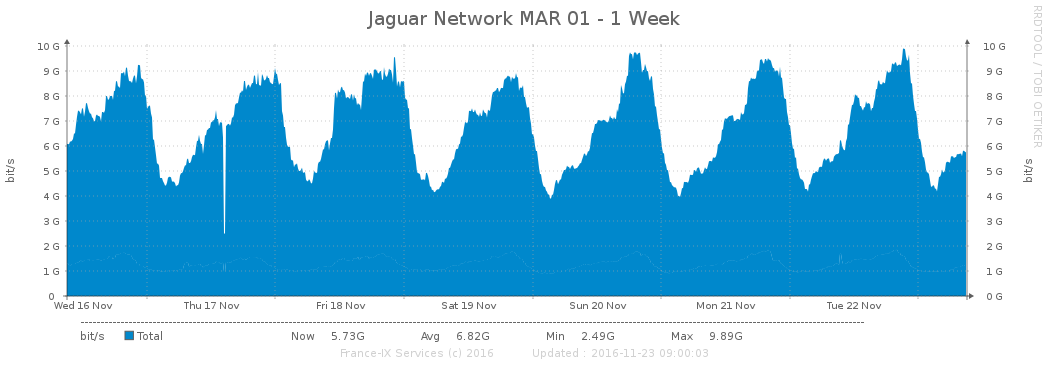 Jaguar Network MAR 01 - 1 Week
RRDTOOL / TOBI OETIKER
10 G 10 G
9 G 9 G
8 G 8 G
7 G 7 G
6 G 6 G
5 G 5 G
4 G 4 G
3 G 3 G
2 G 2 G
1 G 1 G
0 0 G
bit/s
bit/s
Wed 16 Nov Thu 17 Nov Fri 18 Nov Sat 19 Nov Sun 20 Nov Mon 21 Nov Tue 22 Nov
bit/s Total Now 5.73G Avg 6.82G Min 2.49G Max 9.89G
France-IX Services (c) 2016 Updated : 2016-11-23 09:00:03